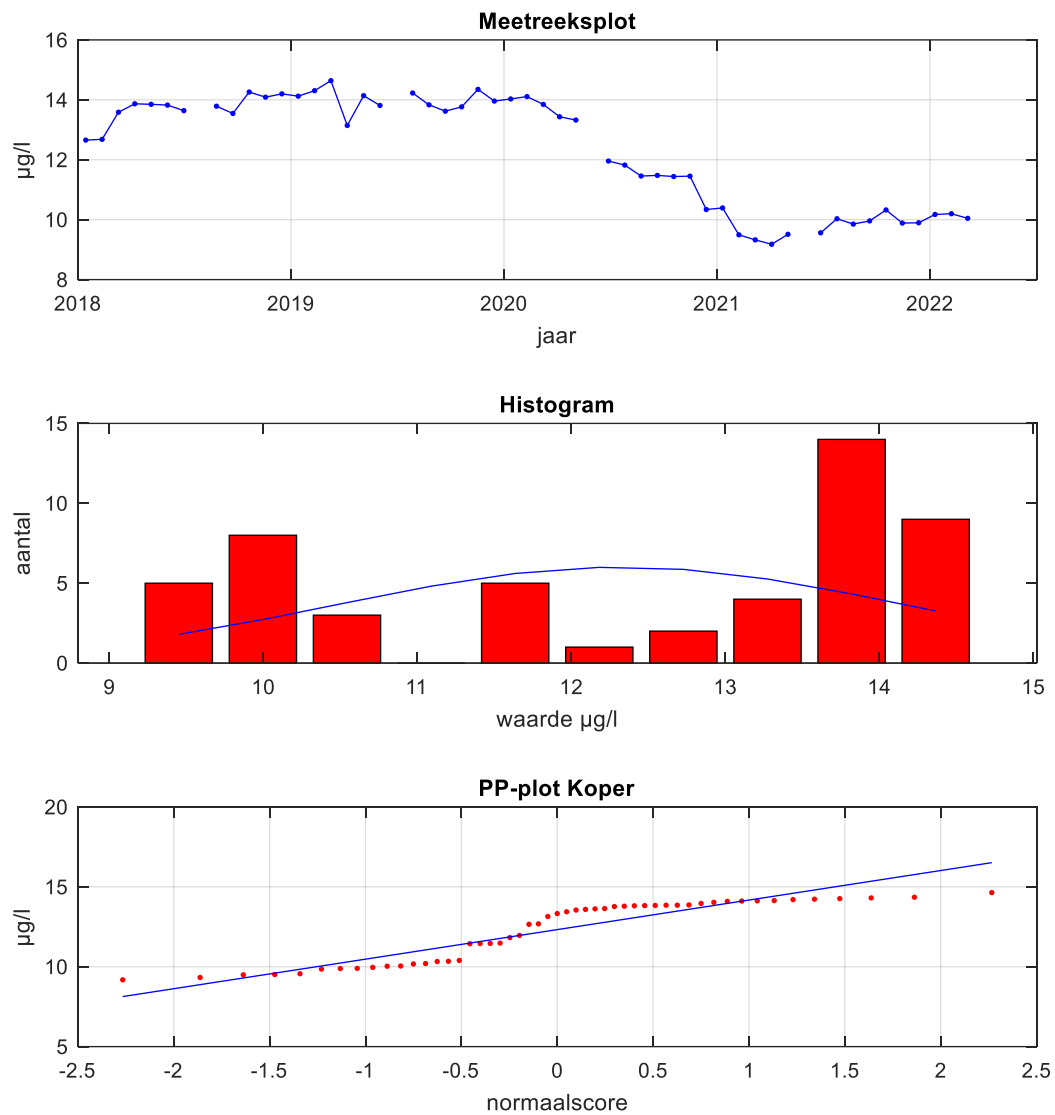 Meetreeksplot
16
14
12
10
8
µg/l
2018 2019 2020 2021 2022
jaar
Histogram
15
10
5
0
aantal
9 10 11 12 13 14 15
waarde µg/l
PP-plot Koper
20
15
10
5
µg/l
-2.5 -2 -1.5 -1 -0.5 0 0.5 1 1.5 2 2.5
normaalscore